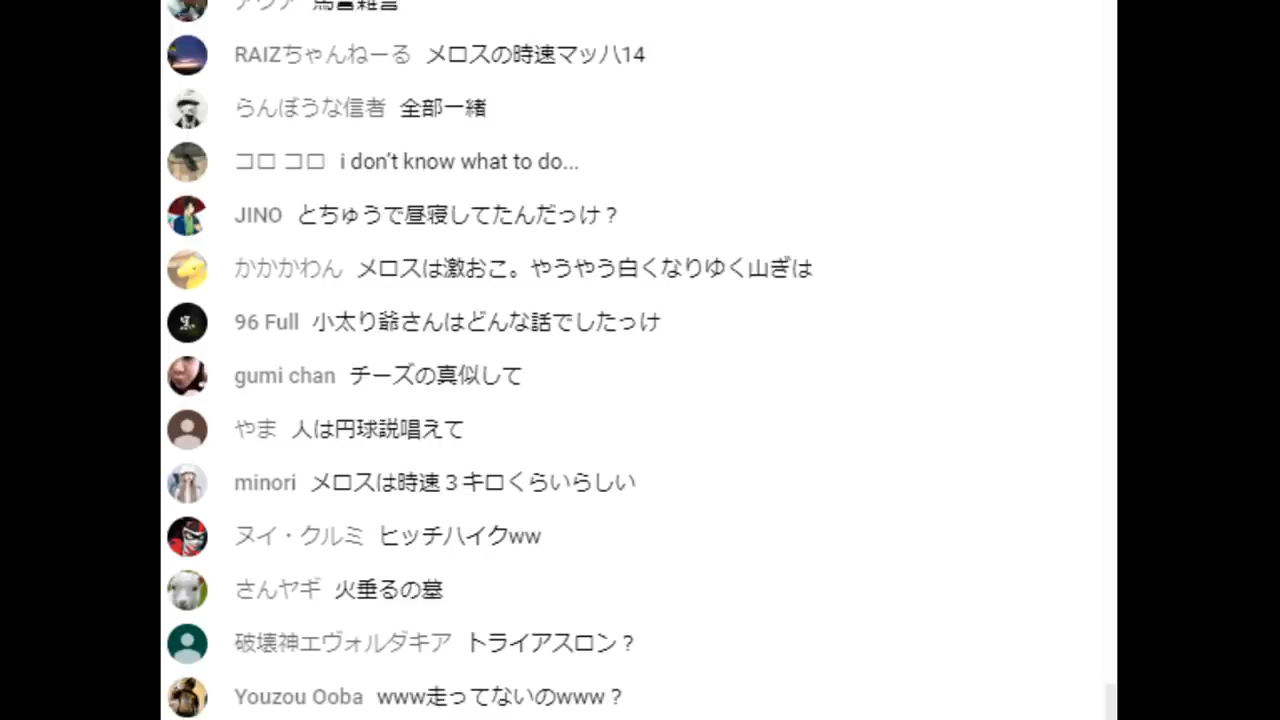 アクア 馬詈雑言
RAIZちゃんねーる メロスの時速マッハ14
らんぼうな信者 全部一緒
コロ コロ i don't know what to do...
JINO とちゅうで昼寝してたんだっけ？
かかかわん メロスは激おこ。やうやう白くなりゆく山ぎは
96 Full 小太り爺さんはどんな話でしたっけ
gumi chan チーズの真似して
やま 人は円球説唱えて
minori メロスは時速３キロくらいらしい
ヌイ・クルミ ヒッチハイクww
さんヤギ 火垂るの墓
破壊神エヴォルダキア トライアスロン？
Youzou Ooba www走ってないのwww？